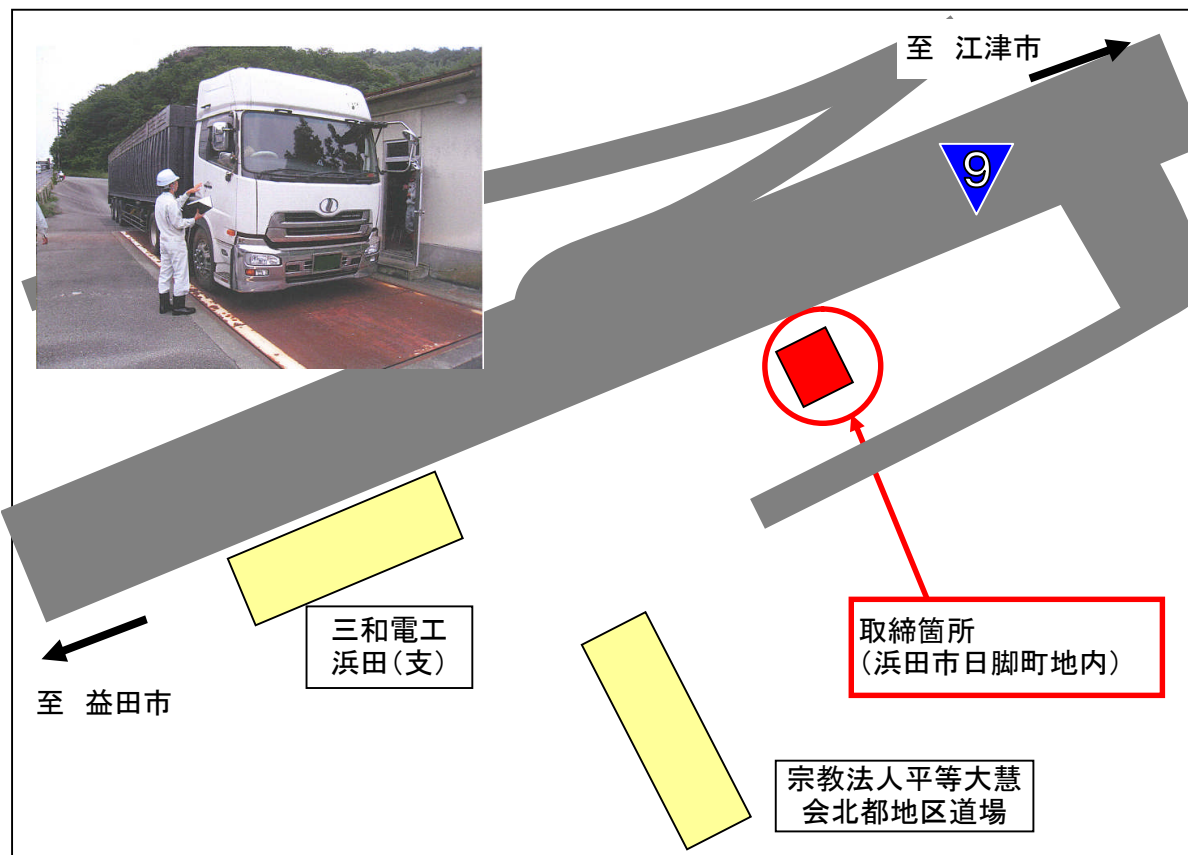 至　江津市
9
取締箇所
（浜田市日脚町地内）
三和電工
浜田（支）
至　益田市
宗教法人平等大慧
会北都地区道場